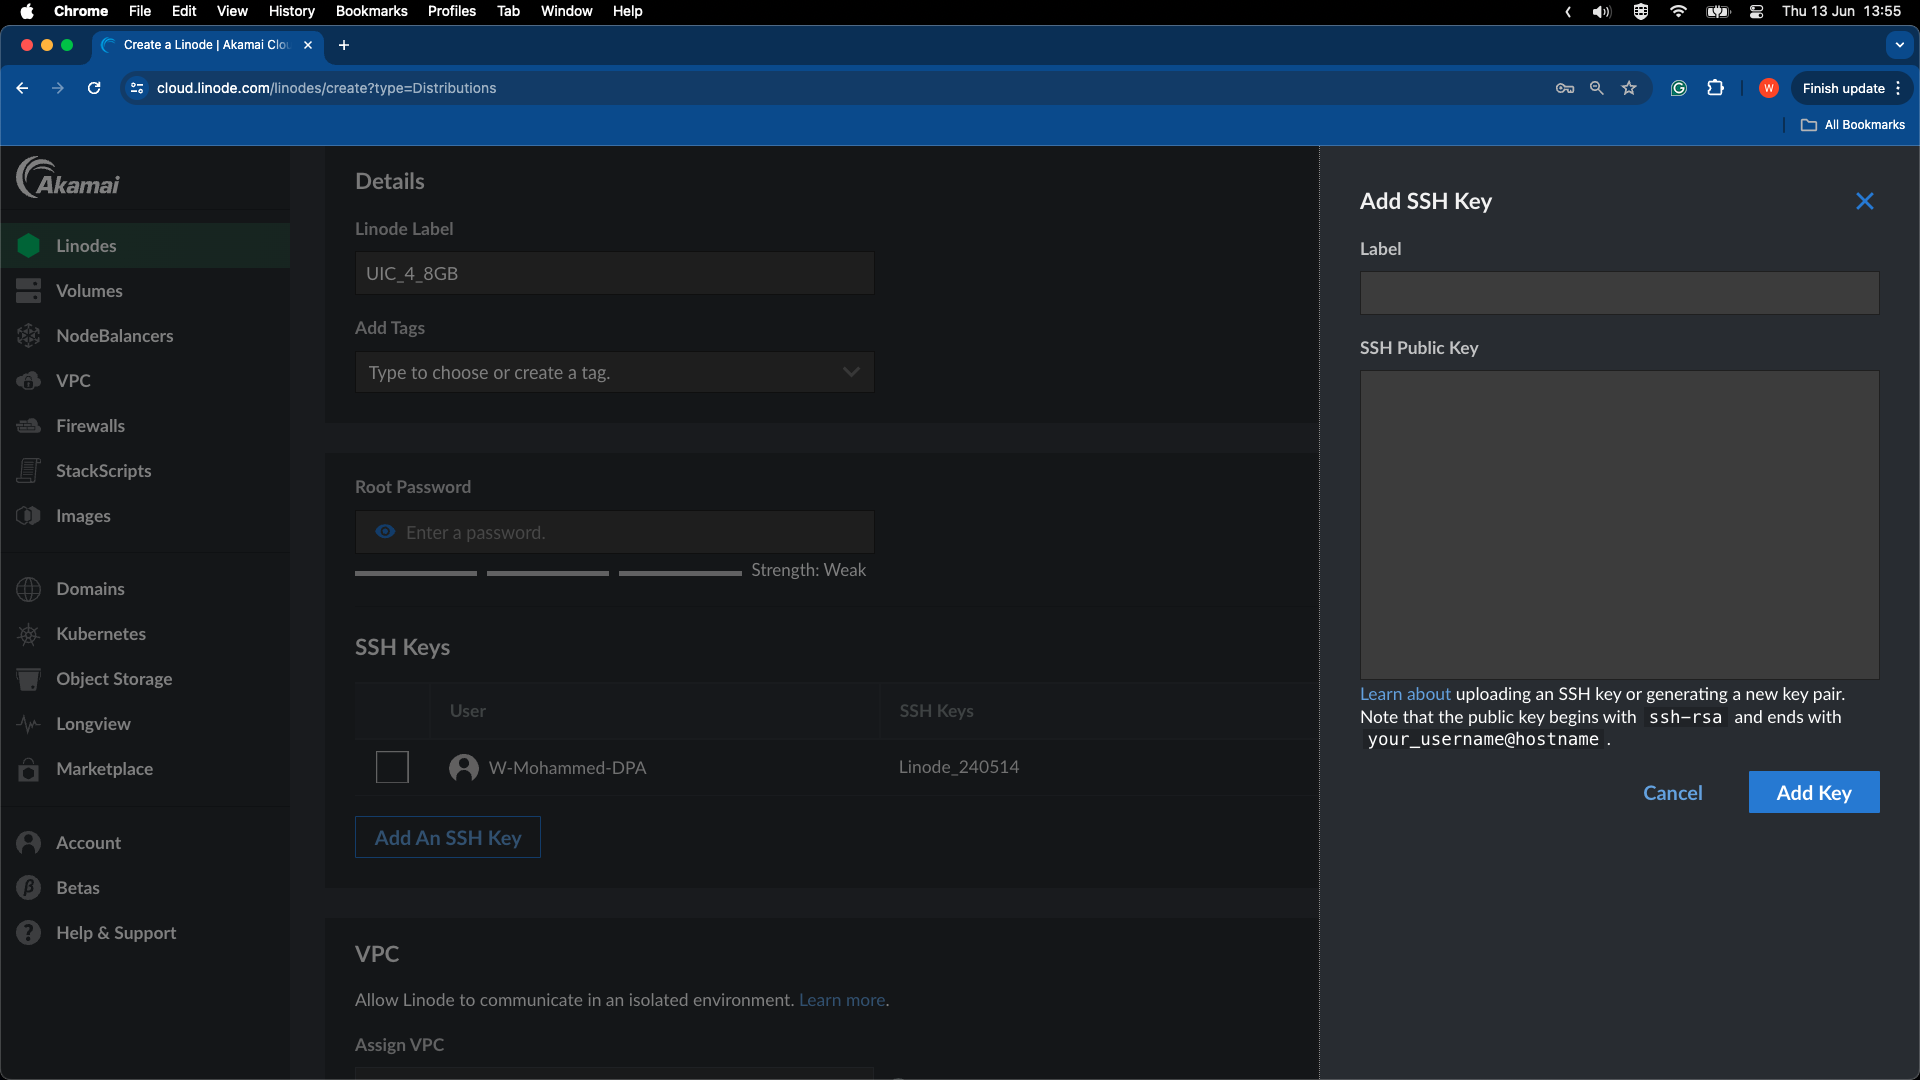 Chrome File Edit View History Bookmarks Profiles Tab Window Help
Thu 13 Jun 13:55
Create a Linode | Akamai Clou
cloud.linode.com/linodes/create?type=Distributions
W
Finish update
All Bookmarks
Akamai
Linodes
Volumes
NodeBalancers
VPC
Firewalls
StackScripts
Images
Domains
Kubernetes
Object Storage
Longview
Marketplace
Account
Betas
Help & Support
Details
Linode Label
UIC_4_8GB
Add Tags
Type to choose or create a tag.
Root Password
Enter a password.
Strength: Weak
SSH Keys
User SSH Keys
W-Mohammed-DPA Linode_240514
Add An SSH Key
VPC
Allow Linode to communicate in an isolated environment. Learn more.
Assign VPC
Add SSH Key
Label
SSH Public Key
Learn about uploading an SSH key or generating a new key pair.
Note that the public key begins with ssh-rsa and ends with
your_username@hostname .
Cancel Add Key